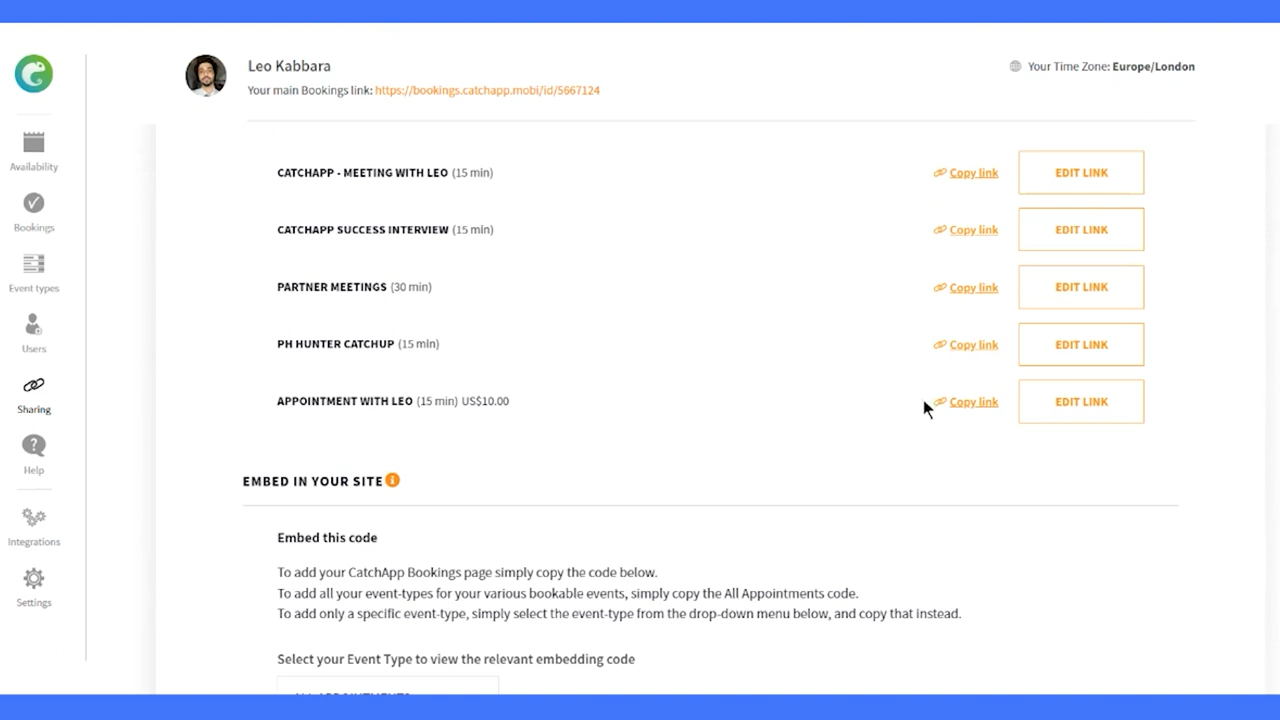 Leo Kabbara
Your main Bookings link: https://bookings.catchapp.mobi/id/5667124
Your Time Zone: Europe/London
Availability
Bookings
Event types
Users
Sharing
Help
Integrations
Settings
CATCHAPP - MEETING WITH LEO (15 min)
Copy link
EDIT LINK
CATCHAPP SUCCESS INTERVIEW (15 min)
Copy link
EDIT LINK
PARTNER MEETINGS (30 min)
Copy link
EDIT LINK
PH HUNTER CATCHUP (15 min)
Copy link
EDIT LINK
APPOINTMENT WITH LEO (15 min) US$10.00
Copy link
EDIT LINK
EMBED IN YOUR SITE
Embed this code
To add your CatchApp Bookings page simply copy the code below.
To add all your event-types for your various bookable events, simply copy the All Appointments code.
To add only a specific event-type, simply select the event-type from the drop-down menu below, and copy that instead.
Select your Event Type to view the relevant embedding code